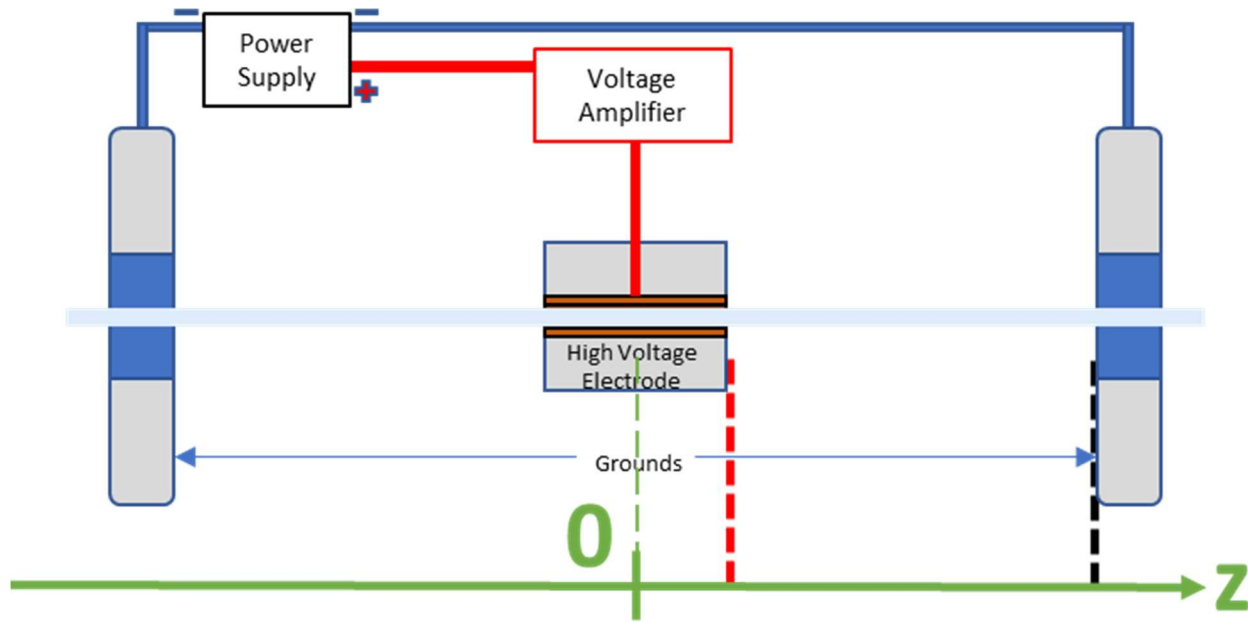 Power
Supply
Voltage
Amplifier
High Voltage
Electrode
Grounds
0
Z